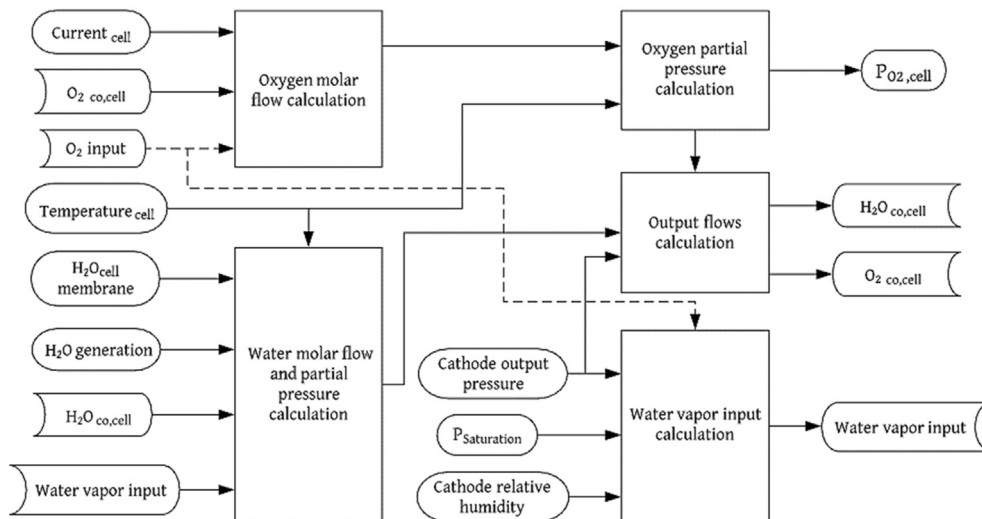 Current cell
O2 co,cell
O2 input
Temperature cell
H2Ocell
membrane
H2O generation
H2O co,cell
Water vapor input
Oxygen molar
flow calculation
Water molar flow
and partial
pressure
calculation
Oxygen partial
pressure
calculation
PO2,cell
Output flows
calculation
H2O co,cell
O2 co,cell
Cathode output
pressure
PSaturation
Cathode relative
humidity
Water vapor input
calculation
Water vapor input